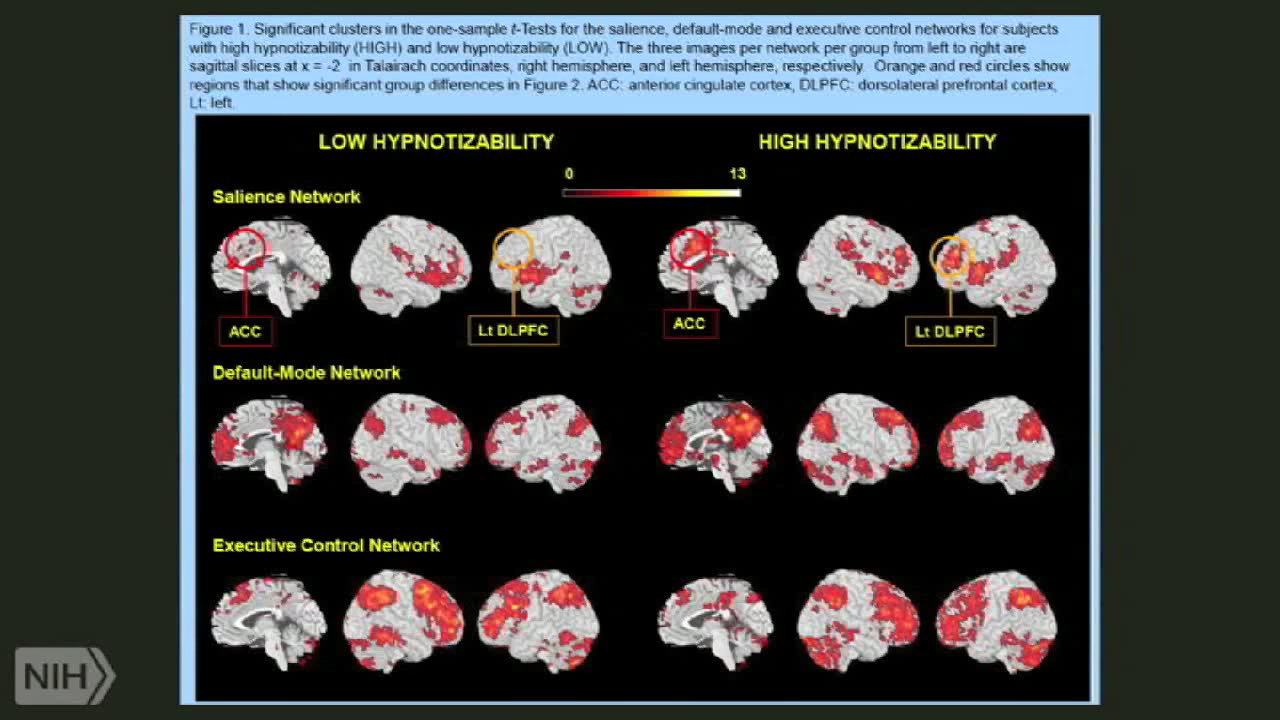 Figure 1. Significant clusters in the one-sample t-Tests for the salience, default-mode and executive control networks for subjects
with high hypnotizability (HIGH) and low hypnotizability (LOW). The three images per network per group from left to right are
sagittal slices at x = -2 in Talairach coordinates, right hemisphere, and left hemisphere, respectively. Orange and red circles show
regions that show significant group differences in Figure 2. ACC: anterior cingulate cortex, DLPFC: dorsolateral prefrontal cortex,
Lt: left.
LOW HYPNOTIZABILITY
HIGH HYPNOTIZABILITY
0
13
Salience Network
ACC
Lt DLPFC
ACC
Lt DLPFC
Default-Mode Network
Executive Control Network
NIH